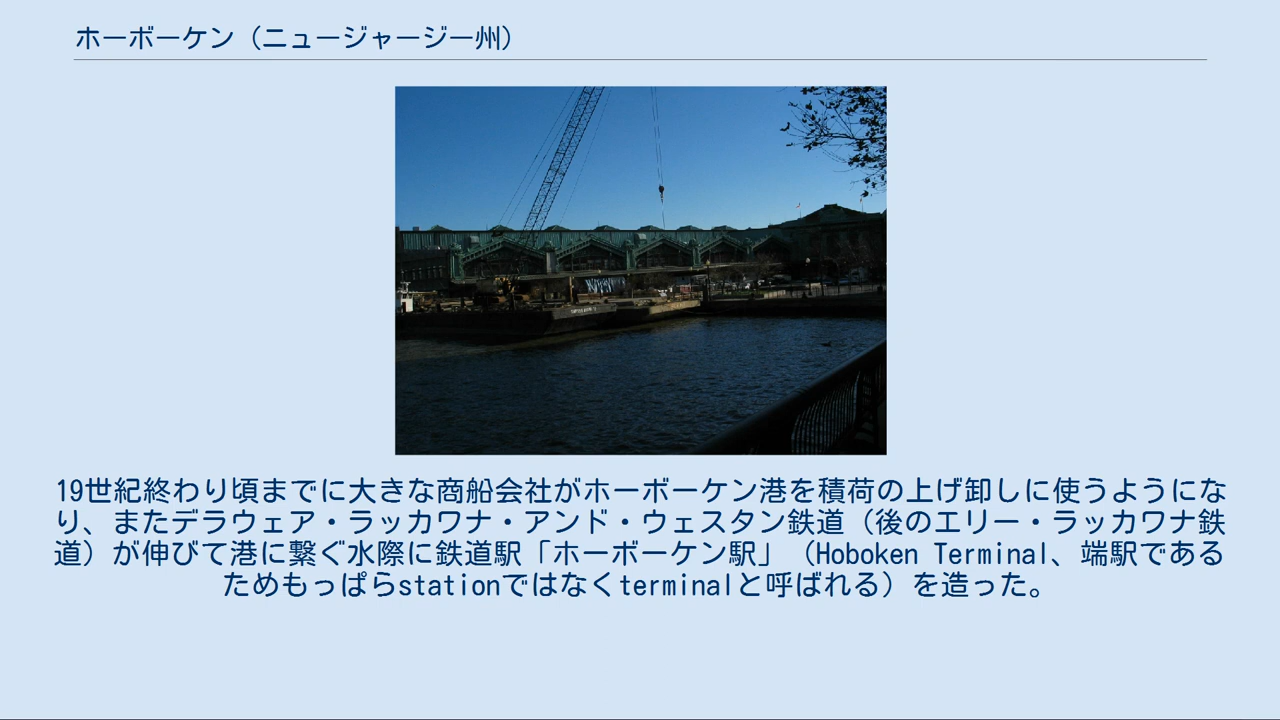 ホーボーケン（ニュージャージー州）
19世紀終わり頃までに大きな商船会社がホーボーケン港を積荷の上げ卸しに使うようにな
り、またデラウェア・ラッカワナ・アンド・ウェスタン鉄道（後のエリー・ラッカワナ鉄
道）が伸びて港に繋ぐ水際に鉄道駅「ホーボーケン駅」（Hoboken Terminal、端駅である
ためもっぱらstationではなくterminalと呼ばれる）を造った。